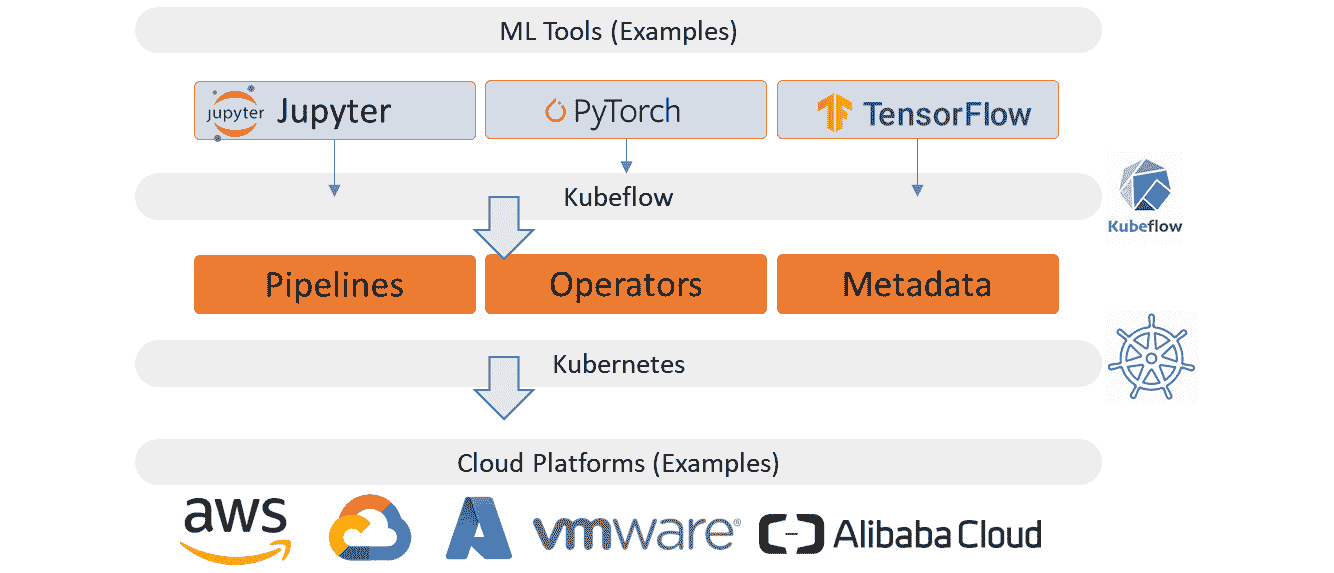 ML Tools (Examples)
jupyter Jupyter
PyTorch
TensorFlow
Kubeflow
Kubeflow
Pipelines
Operators
Metadata
Kubernetes
Cloud Platforms (Examples)
aws
vmware®
Alibaba Cloud